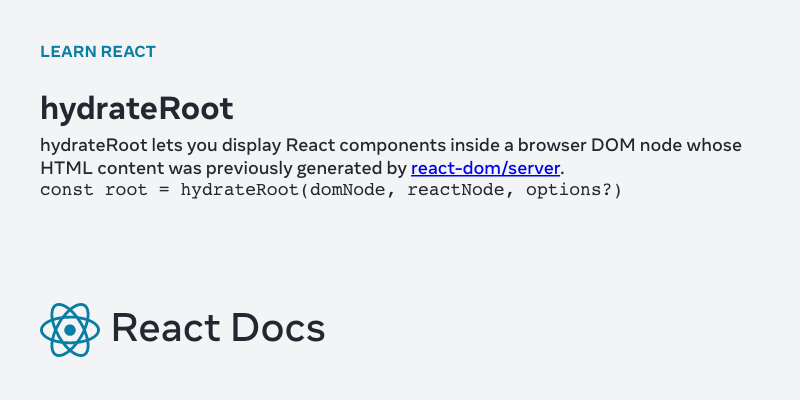 LEARN REACT
hydrateRoot
hydrateRoot lets you display React components inside a browser DOM node whose
HTML content was previously generated by react-dom/server.
const root = hydrateRoot(domNode, reactNode, options?)
React Docs